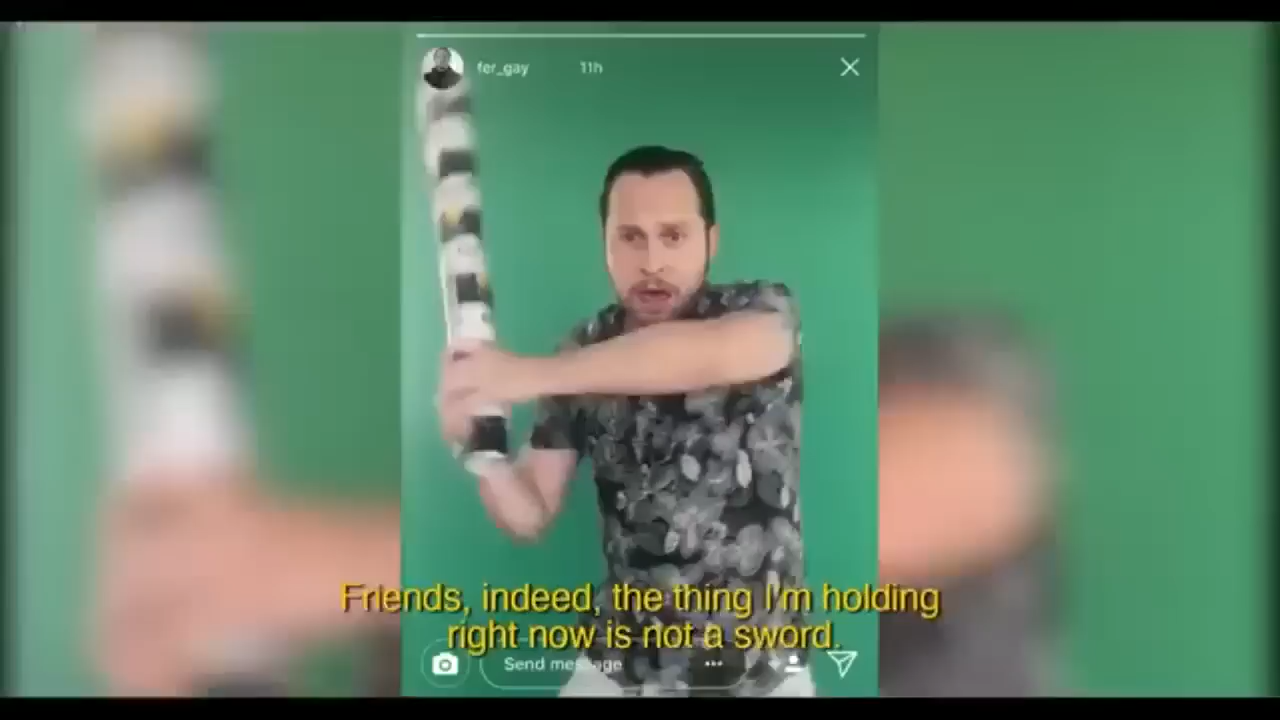 fer_gay 11h
Friends, indeed, the thing I'm holding
right now is not a sword.
Send message